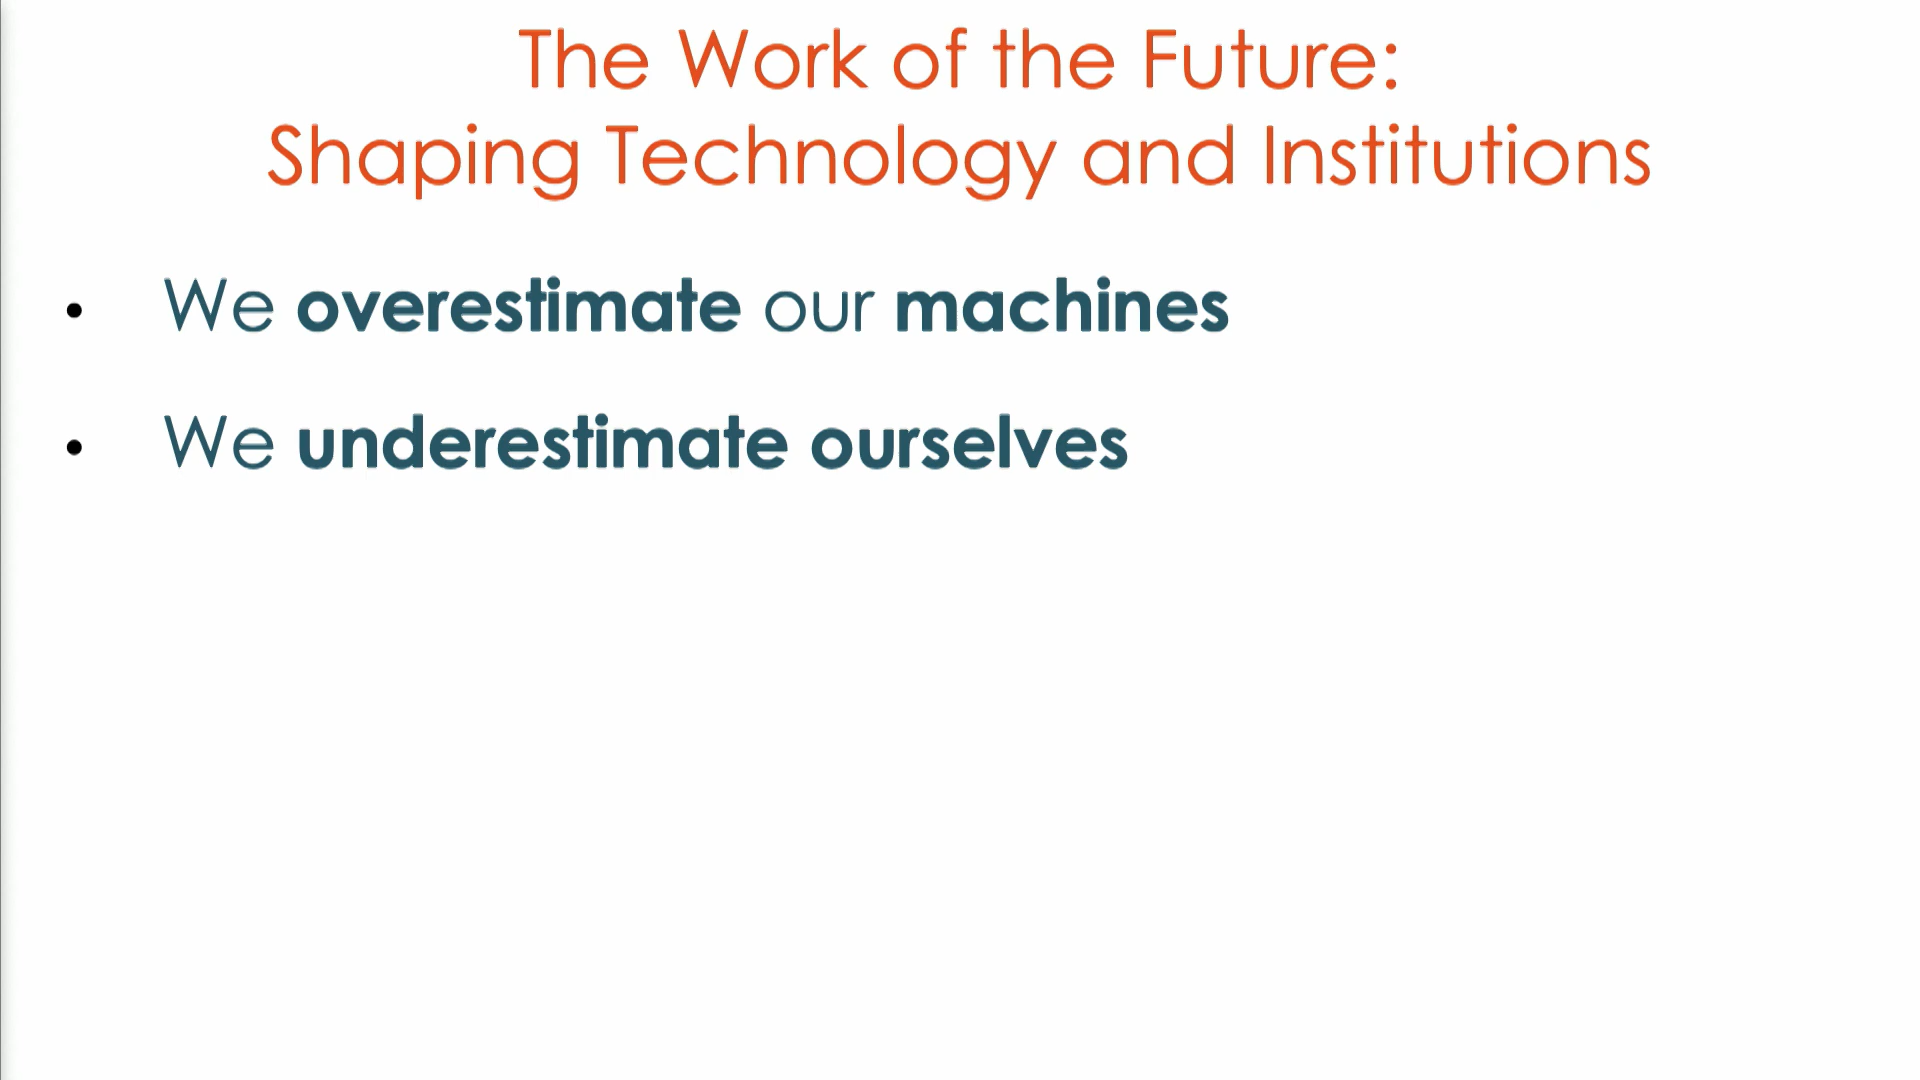 The Work of the Future:
Shaping Technology and Institutions
• We overestimate our machines
• We underestimate ourselves